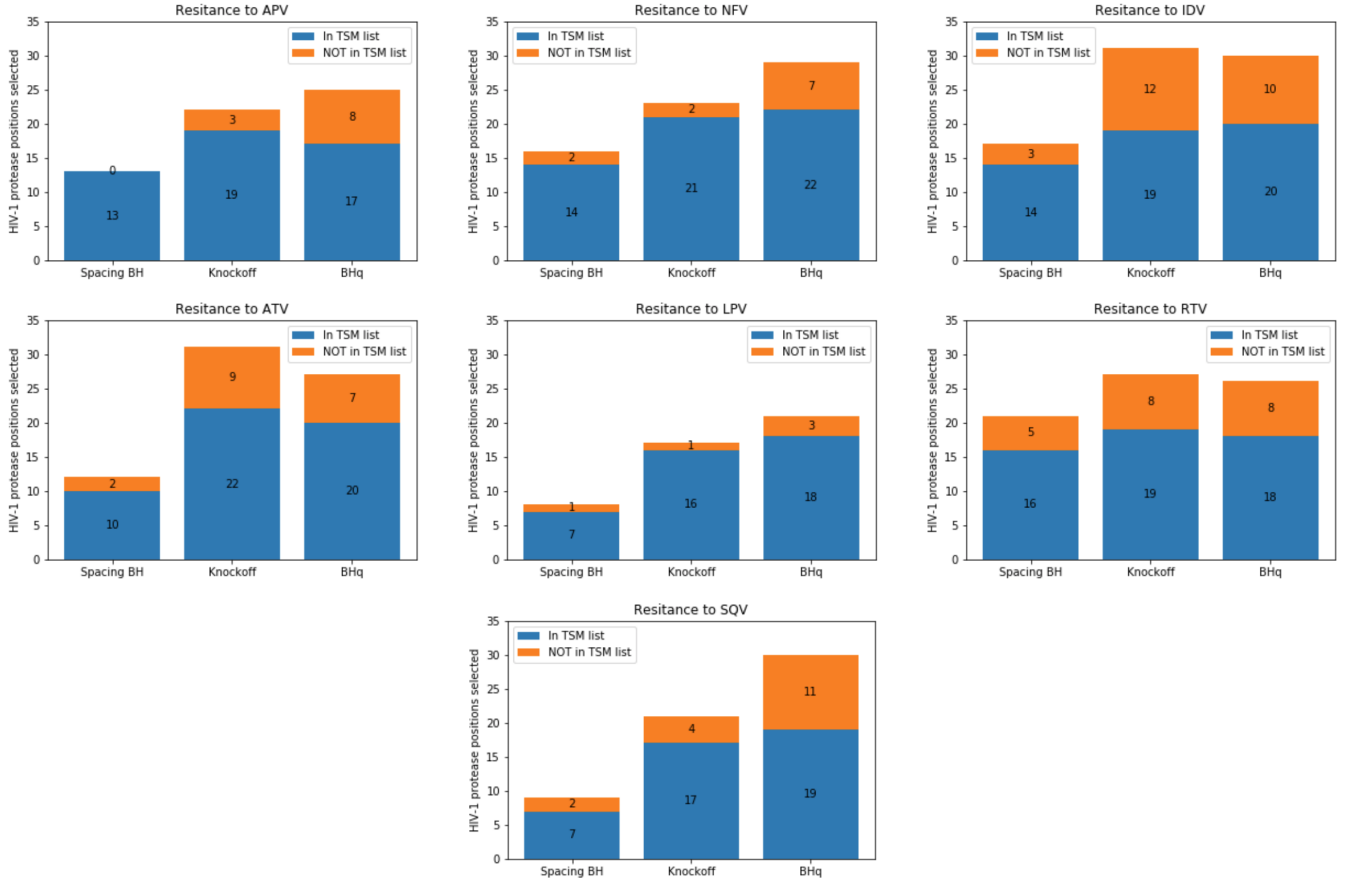 Resitance to APV
35
30
25
20
15
10
5
0
HIV-1 protease positions selected
In TSM list
NOT in TSM list
0
13
3
19
8
17
Spacing BH
Knockoff
BHq
Resitance to NFV
35
30
25
20
15
10
5
0
HIV-1 protease positions selected
In TSM list
NOT in TSM list
2
14
2
21
7
22
Spacing BH
Knockoff
BHq
Resitance to IDV
35
30
25
20
15
10
5
0
HIV-1 protease positions selected
In TSM list
NOT in TSM list
3
14
12
19
10
20
Spacing BH
Knockoff
BHq
Resitance to ATV
35
30
25
20
15
10
5
0
HIV-1 protease positions selected
In TSM list
NOT in TSM list
2
10
9
22
7
20
Spacing BH
Knockoff
BHq
Resitance to LPV
35
30
25
20
15
10
5
0
HIV-1 protease positions selected
In TSM list
NOT in TSM list
1
7
1
16
3
18
Spacing BH
Knockoff
BHq
Resitance to RTV
35
30
25
20
15
10
5
0
HIV-1 protease positions selected
In TSM list
NOT in TSM list
5
16
8
19
8
18
Spacing BH
Knockoff
BHq
Resitance to SQV
35
30
25
20
15
10
5
0
HIV-1 protease positions selected
In TSM list
NOT in TSM list
2
7
4
17
11
19
Spacing BH
Knockoff
BHq